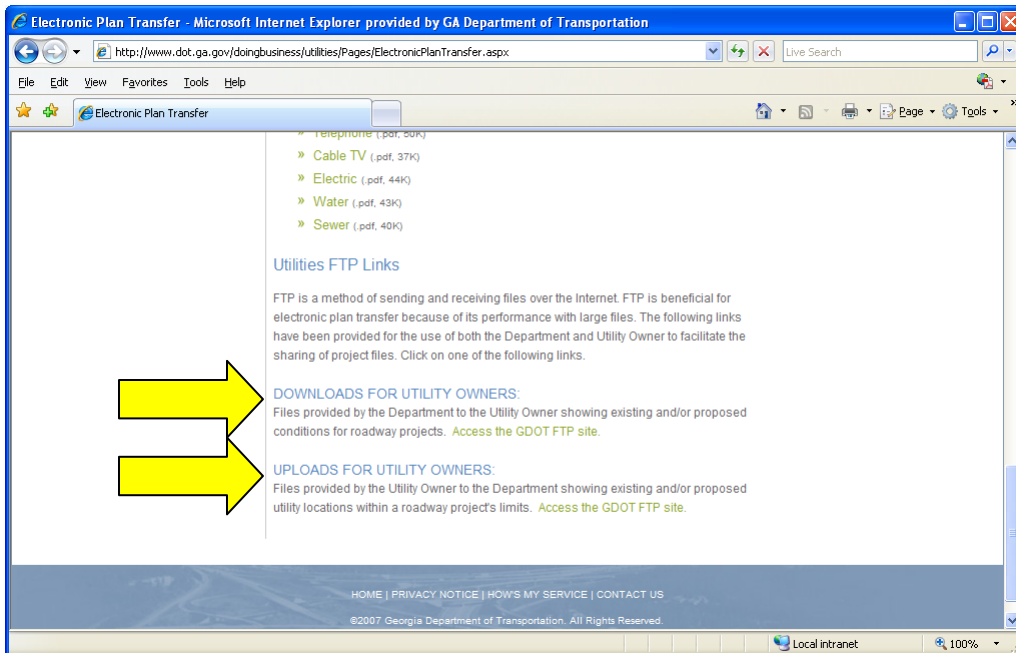 Electronic Plan Transfer - Microsoft Internet Explorer provided by GA Department of Transportation
http://www.dot.ga.gov/doingbusiness/utilities/Pages/ElectronicPlanTransfer.aspx Live Search
File Edit View Favorites Tools Help
Electronic Plan Transfer Page Tools »
» Telephone (.pdf, 50K)
» Cable TV (.pdf, 37K)
» Electric (.pdf, 44K)
» Water (.pdf, 43K)
» Sewer (.pdf, 40K)
Utilities FTP Links
FTP is a method of sending and receiving files over the Internet. FTP is beneficial for
electronic plan transfer because of its performance with large files. The following links
have been provided for the use of both the Department and Utility Owner to facilitate the
sharing of project files. Click on one of the following links.
DOWNLOADS FOR UTILITY OWNERS:
Files provided by the Department to the Utility Owner showing existing and/or proposed
conditions for roadway projects. Access the GDOT FTP site.
UPLOADS FOR UTILITY OWNERS:
Files provided by the Utility Owner to the Department showing existing and/or proposed
utility locations within a roadway project's limits. Access the GDOT FTP site.
HOME | PRIVACY NOTICE | HOW'S MY SERVICE | CONTACT US
©2007 Georgia Department of Transportation. All Rights Reserved.
Local intranet 100%